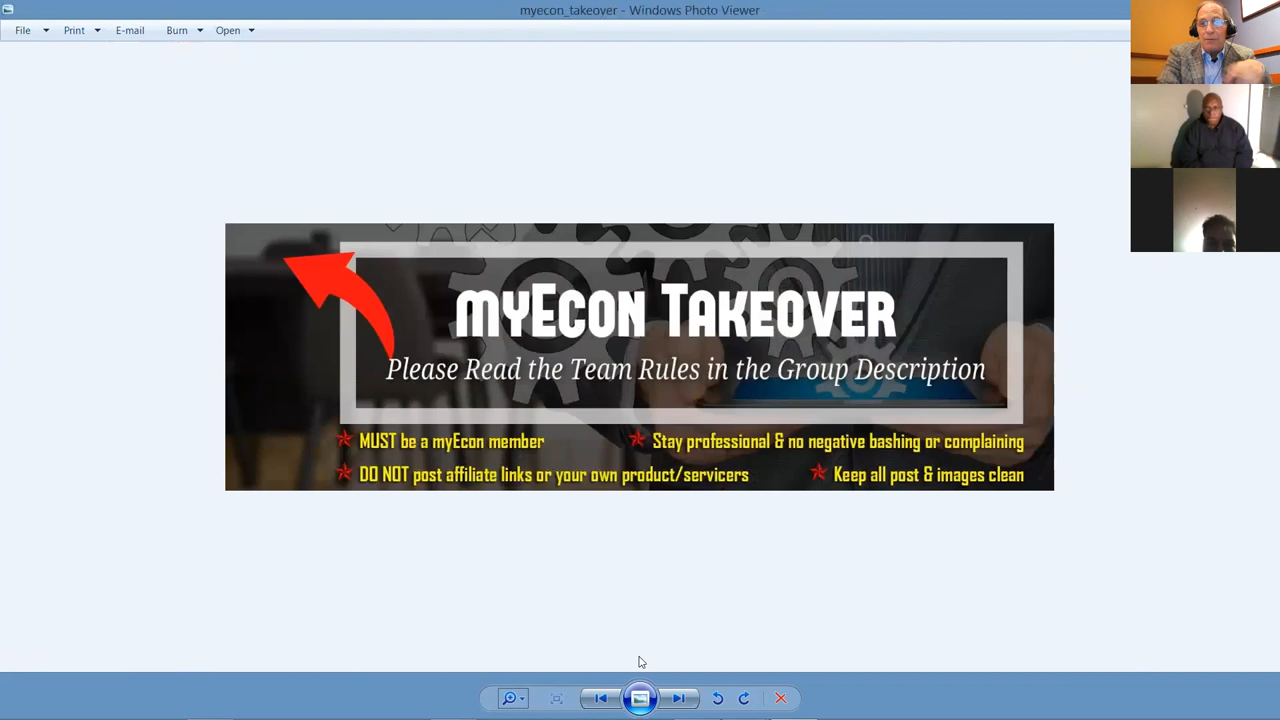 myecon_takeover - Windows Photo Viewer
File Print E-mail Burn Open
myEcon Takeover
Please Read the Team Rules in the Group Description
MUST be a myEcon member
Stay professional & no negative bashing or complaining
DO NOT post affiliate links or your own product/servicers
Keep all post & images clean